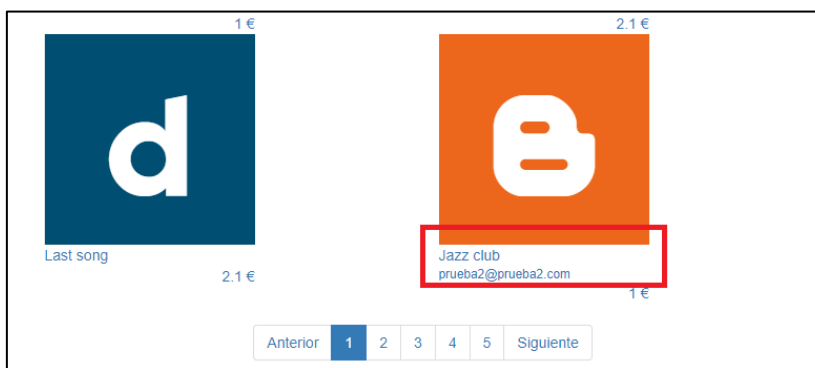 1 €
2.1 €
d
B
Last song
2.1 €
Jazz club
prueba2@prueba2.com
1 €
Anterior 1 2 3 4 5 Siguiente